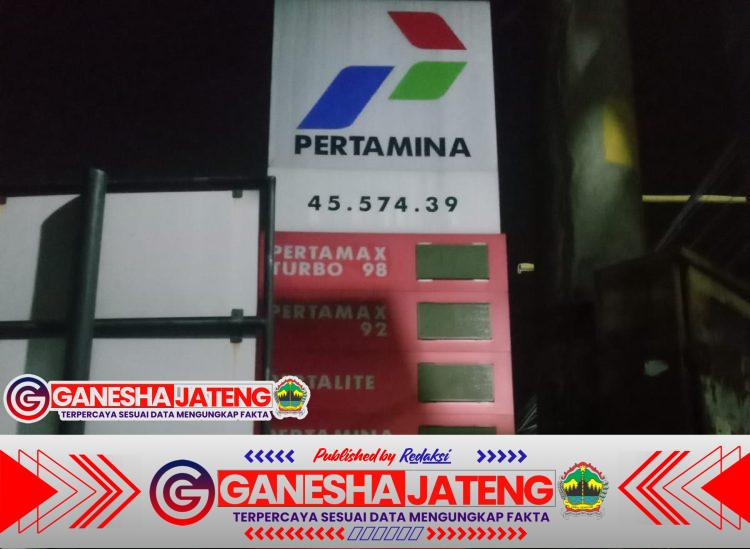 PERTAMINA
45.574.39
PERTAMAX
TURBO 98
PERTAMAX
92
PERTAMINA
GANESHA JATENG
TERPERCAYA SESUAI DATA MENGUNGKAP FAKTA
Published by Redaksi
GANESHA JATENG
TERPERCAYA SESUAI DATA MENGUNGKAP FAKTA